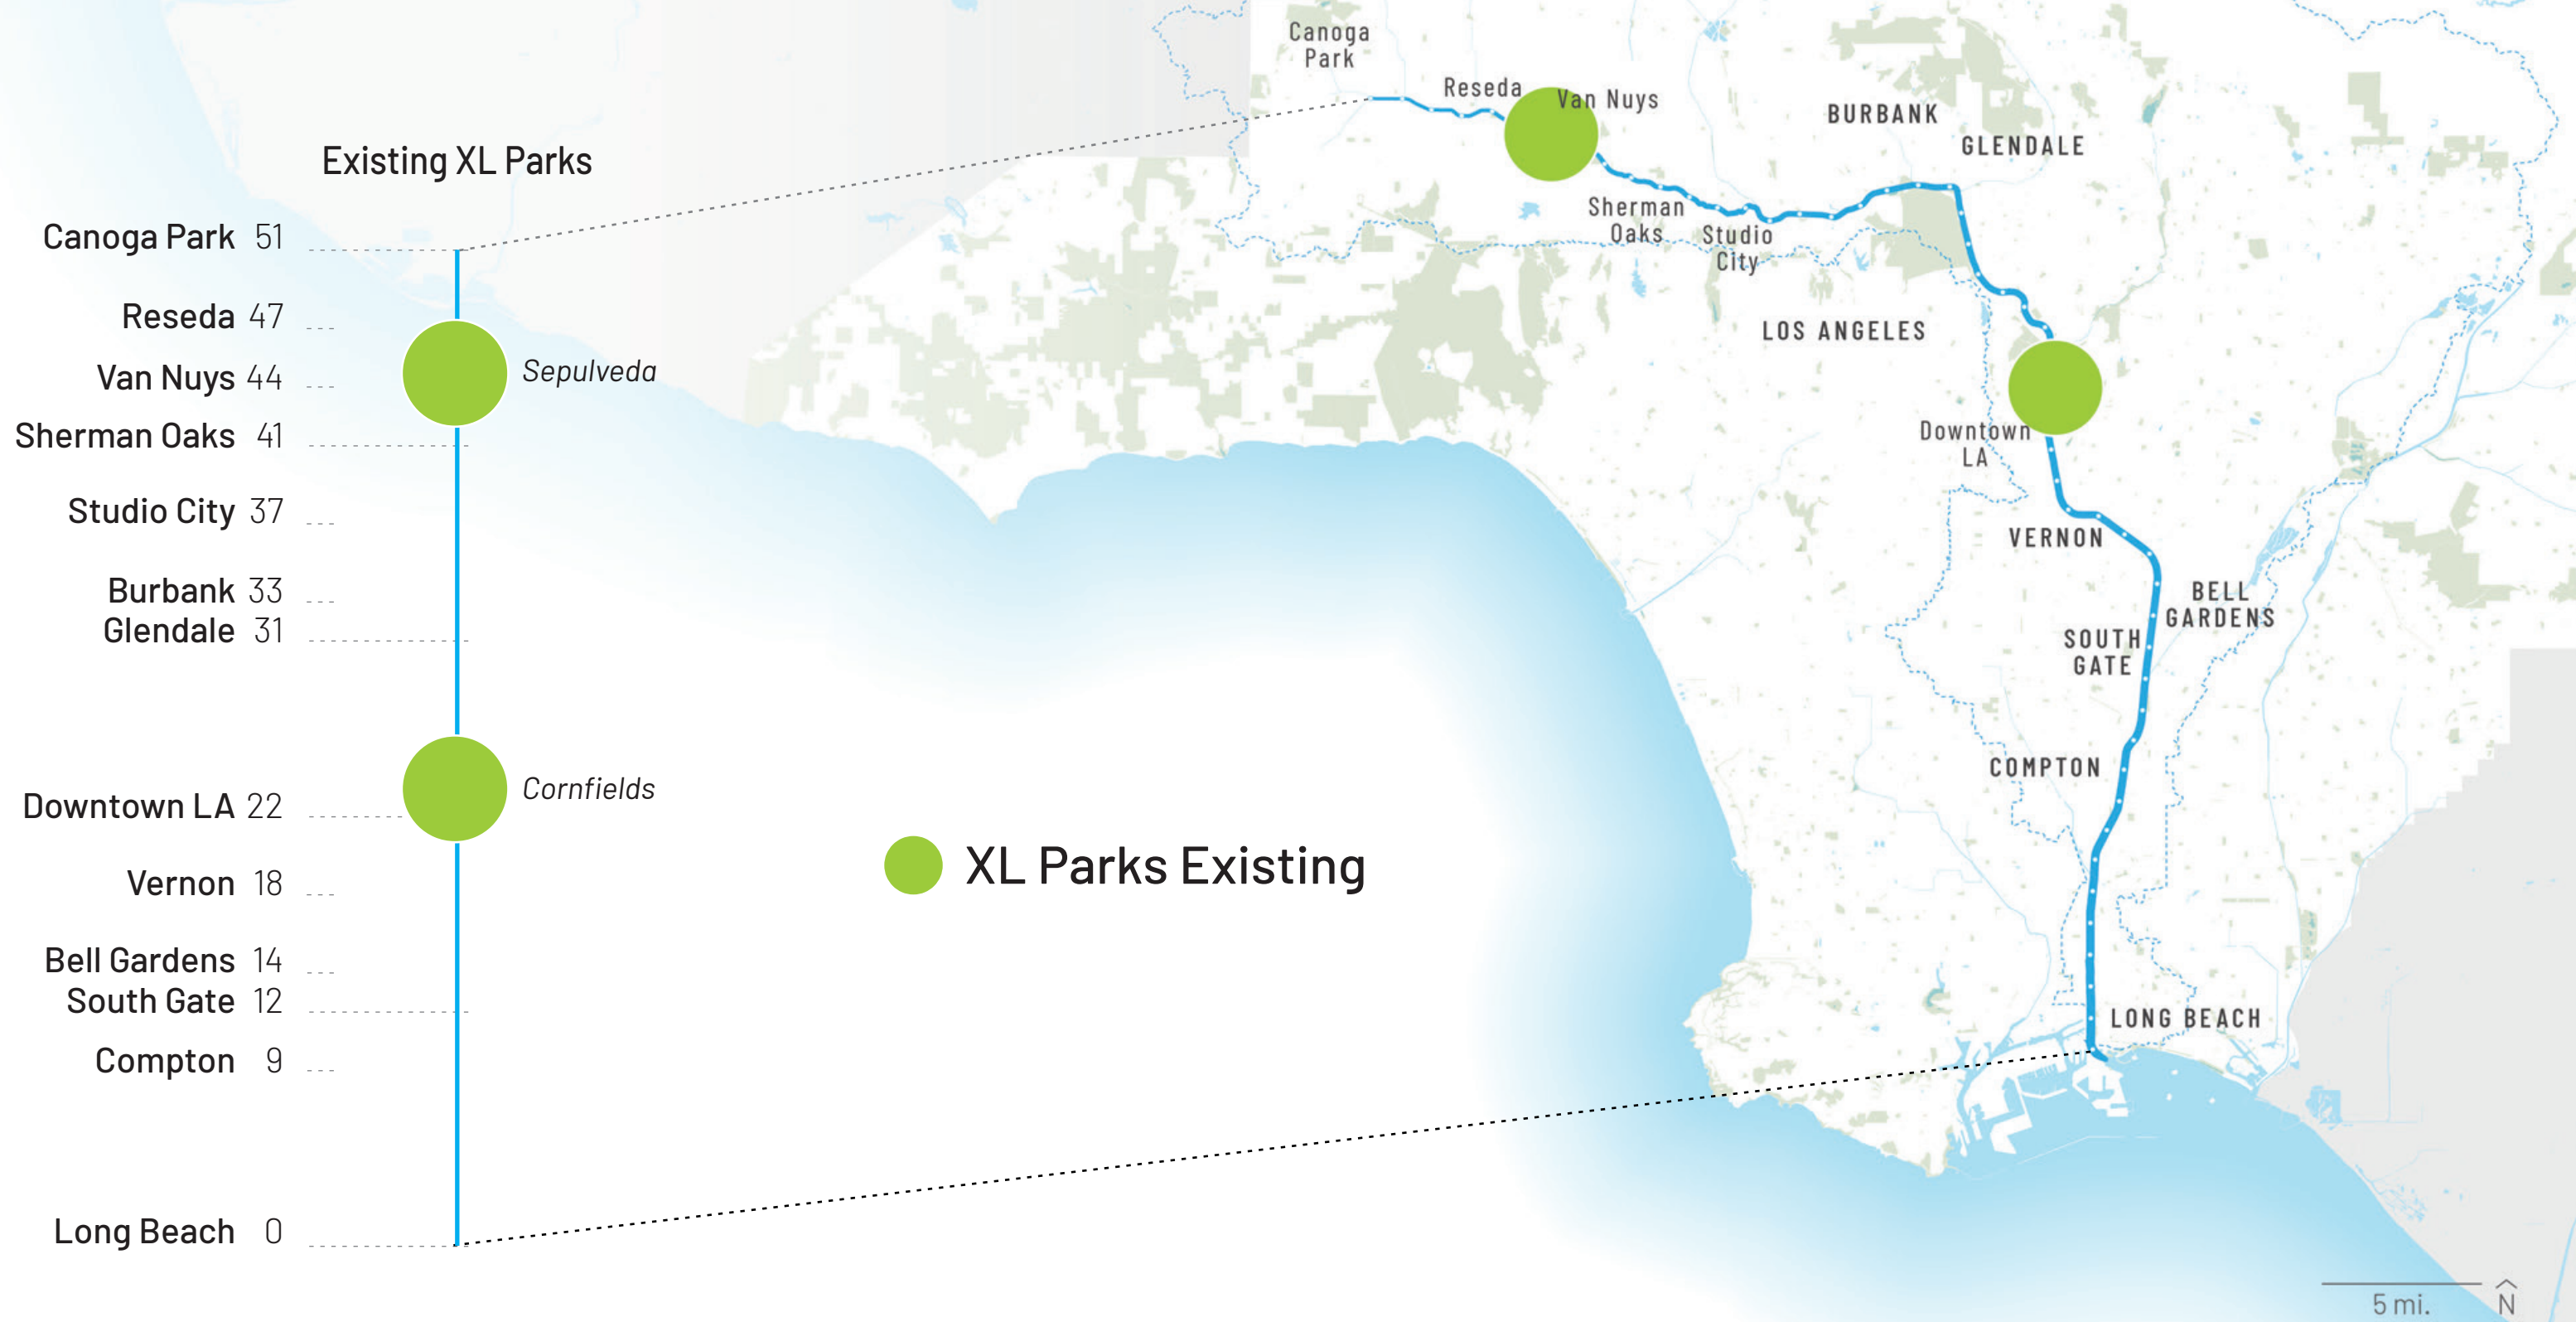 Existing XL Parks
Canoga Park 51
Reseda 47
Van Nuys 44
Sherman Oaks 41
Studio City 37
Burbank 33
Glendale 31
Downtown LA 22
Vernon 18
Bell Gardens 14
South Gate 12
Compton 9
Long Beach 0
Sepulveda
Cornfields
XL Parks Existing
Canoga
Park
Reseda
Van Nuys
BURBANK
GLENDALE
Sherman
Oaks
Studio
City
LOS ANGELES
Downtown
LA
VERNON
BELL
GARDENS
SOUTH
GATE
COMPTON
LONG BEACH
5 mi.
N